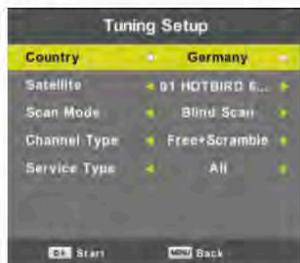 Tuning Setup
Country Germany
Satellite 01 HOTBIRD 6...
Scan Mode Blind Scan
Channel Type Free+Scramble
Service Type All
OK Start MENU Back